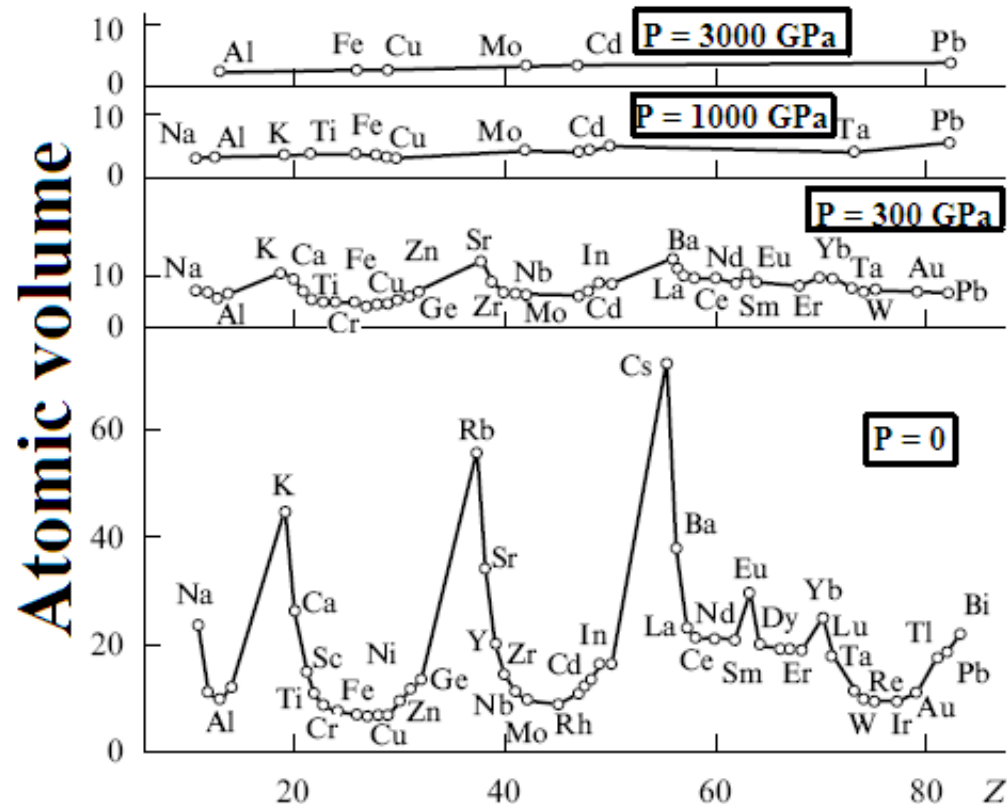 Atomic volume
10
0
Al
Fe
Cu
Mo
Cd
P = 3000 GPa
Pb
10
0
Na
Al
K
Ti
Fe
Cu
Mo
Cd
P = 1000 GPa
Ta
Pb
P = 300 GPa
10
0
Na
Al
K
Ca
Ti
Cr
Fe
Cu
Zn
Ge
Sr
Zr
Nb
Mo
In
Cd
Ba
La
Ce
Nd
Sm
Eu
Er
Yb
Ta
W
Au
Pb
P = 0
60
40
20
0
Na
Al
K
Ca
Sc
Ti
Cr
Fe
Ni
Cu
Zn
Ge
Rb
Sr
Y
Zr
Nb
Mo
Rh
Cd
In
Cs
Ba
La
Ce
Nd
Sm
Eu
Dy
Er
Yb
Lu
Ta
W
Re
Ir
Au
Tl
Pb
Bi
20
40
60
80
Z